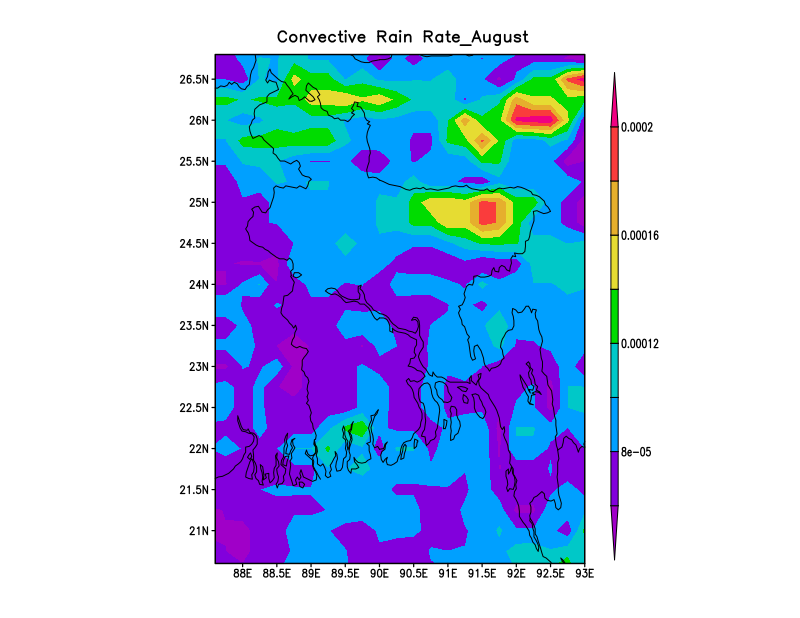 Convective Rain Rate_August
26.5N
26N
25.5N
25N
24.5N
24N
23.5N
23N
22.5N
22N
21.5N
21N
88E 88.5E 89E 89.5E 90E 90.5E 91E 91.5E 92E 92.5E 93E
0.0002
0.00016
0.00012
8e-05